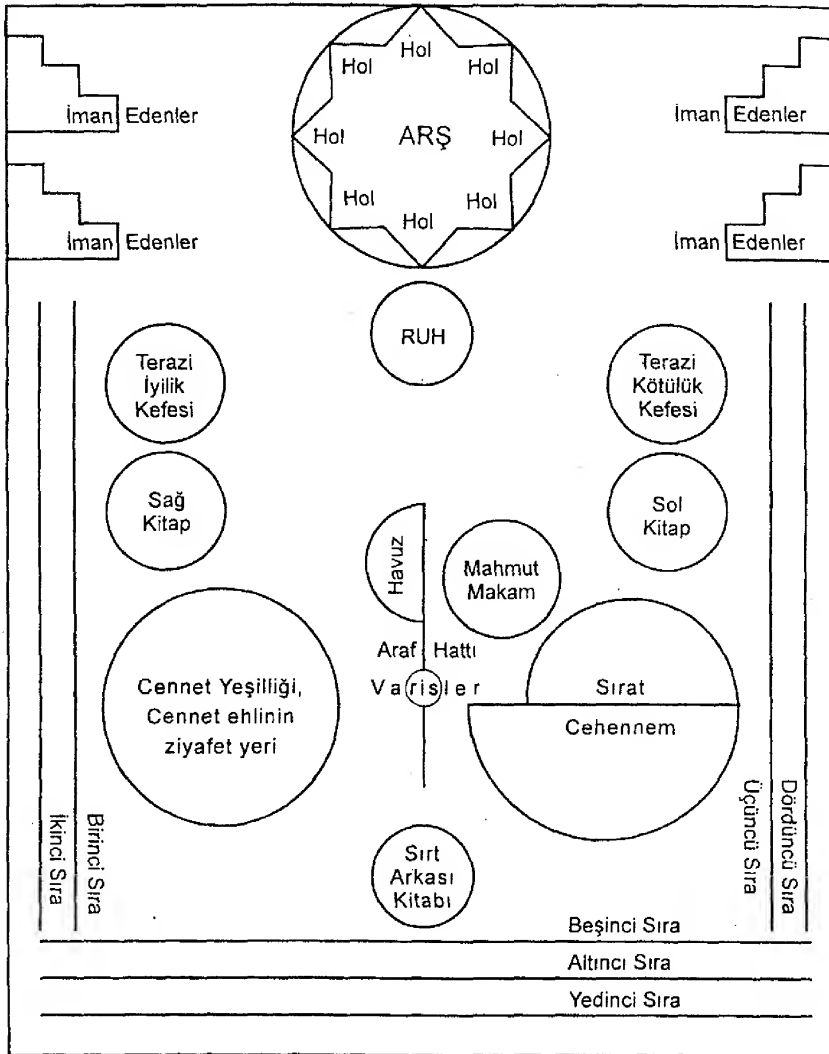 Hol
Hol Hol
İman Edenler
İman Edenler
Hol ARŞ Hol
Hol Hol
Hol
İman Edenler
İman Edenler
RUH
Terazi
İyilik
Kefesi
Terazi
Kötülük
Kefesi
Sağ
Kitap
Sol
Kitap
Havuz
Mahmut
Makam
Araf Hattı
Varisler
Cennet Yeşilliği,
Cennet ehlinin
ziyafet yeri
Sırat
Cehennem
İkinci Sıra
Birinci Sıra
Üçüncü Sıra
Dördüncü Sıra
Sırt
Arkası
Kitabı
Beşinci Sıra
Altıncı Sıra
Yedinci Sıra